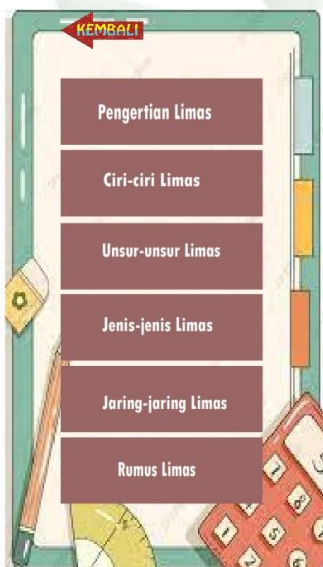 KEMBALI
Pengertian Limas
Ciri-ciri Limas
Unsur-unsur Limas
Jenis-jenis Limas
Jaring-jaring Limas
Rumus Limas